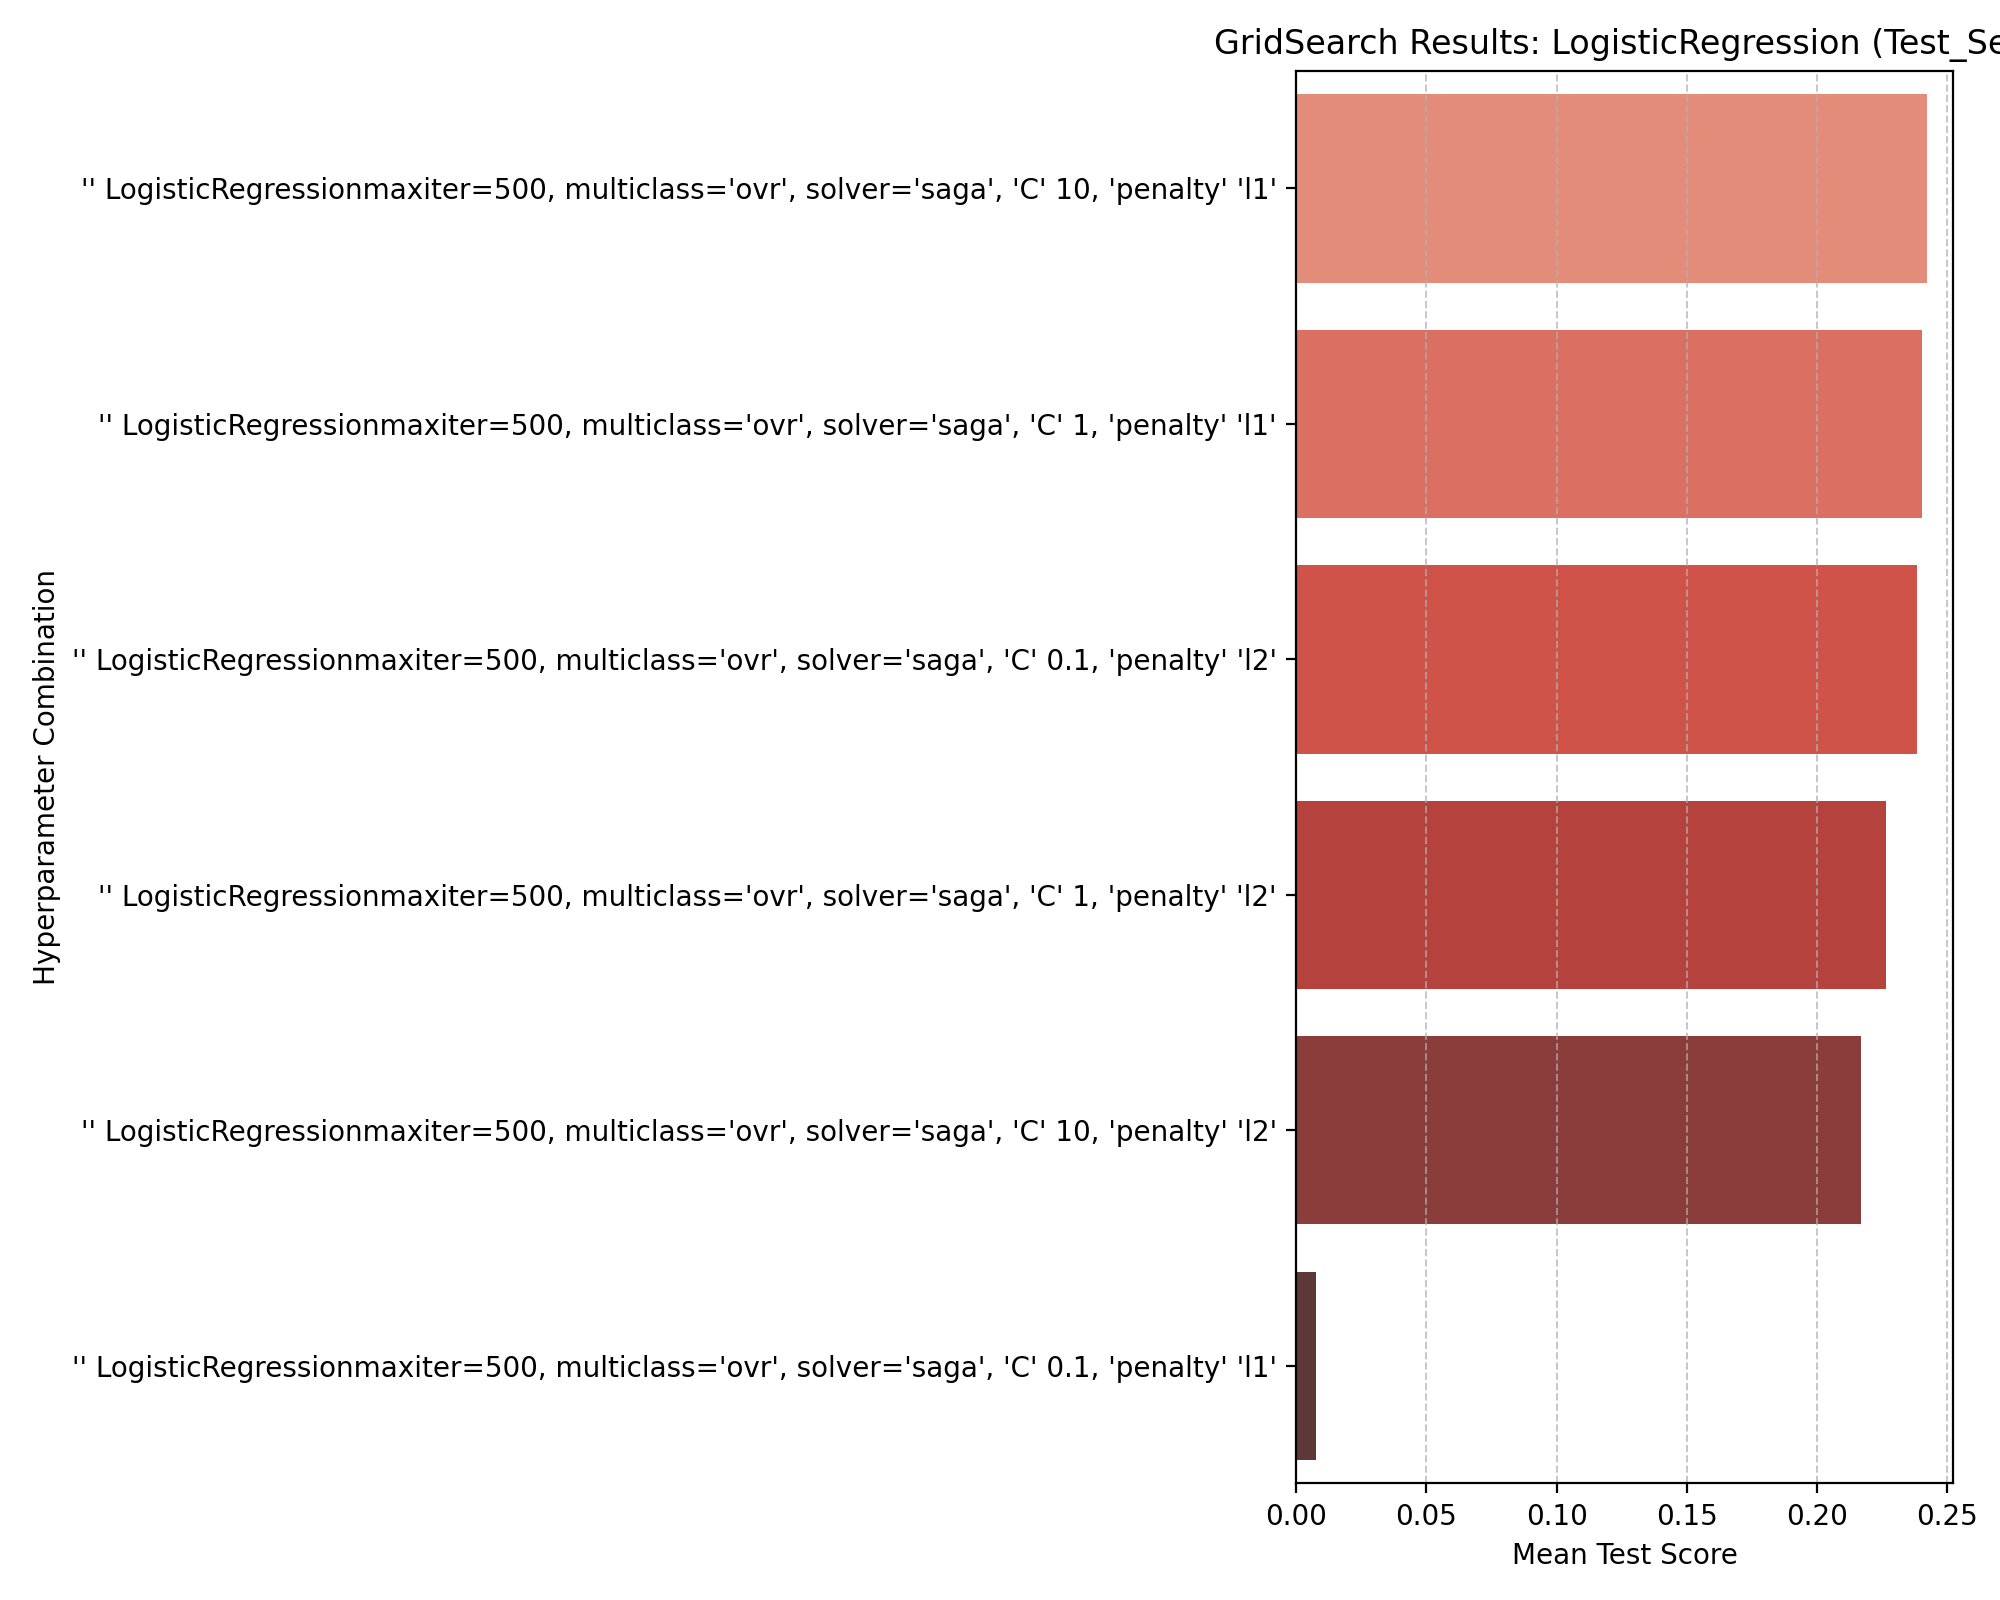 GridSearch Results: LogisticRegression (Test_Se
'' LogisticRegressionmaxiter=500, multiclass='ovr', solver='saga', 'C' 10, 'penalty' 'l1'
'' LogisticRegressionmaxiter=500, multiclass='ovr', solver='saga', 'C' 1, 'penalty' 'l1'
'' LogisticRegressionmaxiter=500, multiclass='ovr', solver='saga', 'C' 0.1, 'penalty' 'l2'
'' LogisticRegressionmaxiter=500, multiclass='ovr', solver='saga', 'C' 1, 'penalty' 'l2'
'' LogisticRegressionmaxiter=500, multiclass='ovr', solver='saga', 'C' 10, 'penalty' 'l2'
'' LogisticRegressionmaxiter=500, multiclass='ovr', solver='saga', 'C' 0.1, 'penalty' 'l1'
Hyperparameter Combination
0.00 0.05 0.10 0.15 0.20 0.25
Mean Test Score